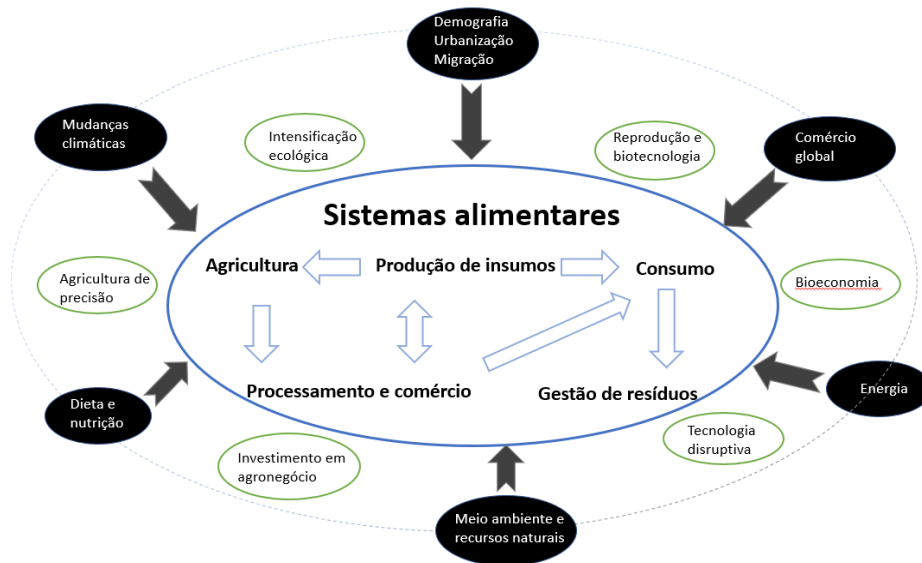 Demografia
Urbanização
Migração
Mudanças
climáticas
Intensificação
ecológica
Reprodução e
biotecnologia
Comércio
global
Sistemas alimentares
Agricultura
Produção de insumos
Consumo
Agricultura de
precisão
Bioeconomia
Processamento e comércio
Gestão de resíduos
Dieta e
nutrição
Energia
Investimento em
agronegócio
Tecnologia
disruptiva
Meio ambiente e
recursos naturais